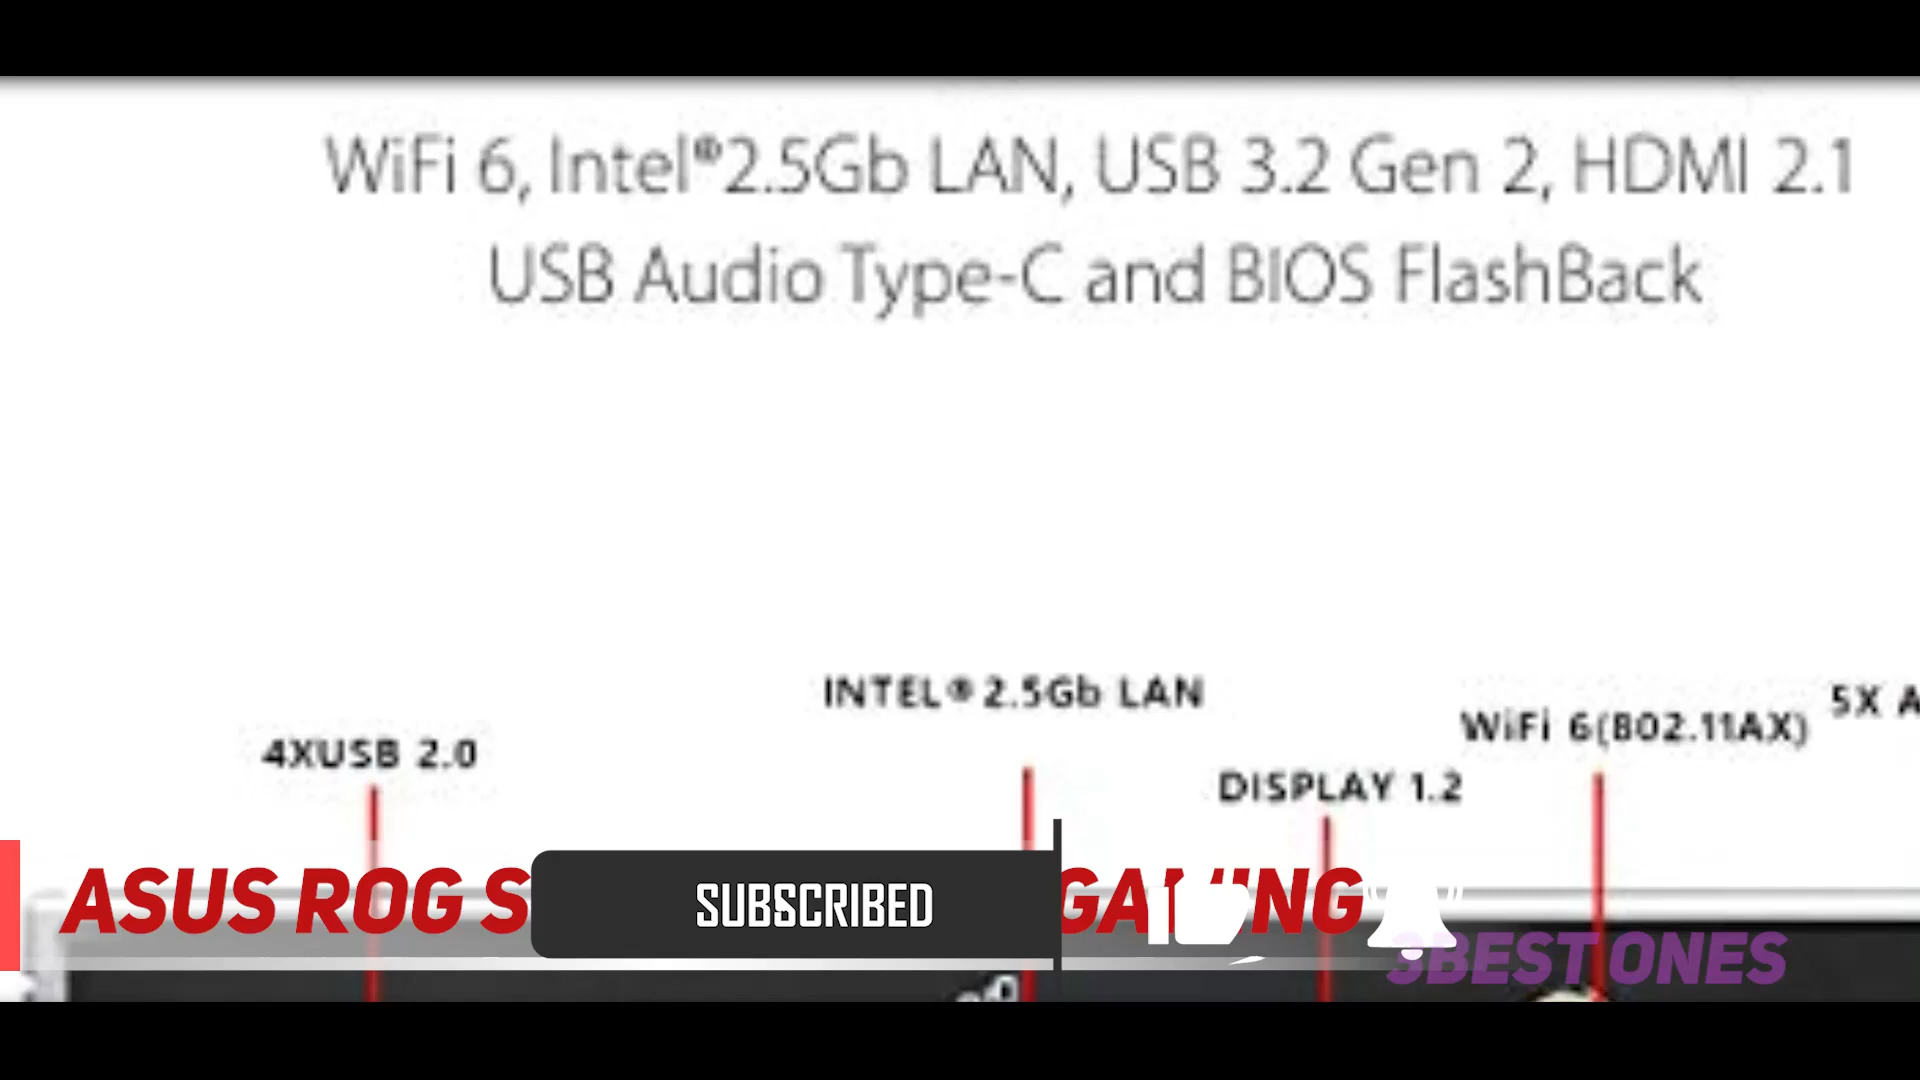 WiFi 6, Intel®2.5Gb LAN, USB 3.2 Gen 2, HDMI 2.1
USB Audio Type-C and BIOS FlashBack
INTEL® 2.5Gb LAN
5X A
WiFi 6(802.11AX)
4XUSB 2.0
DISPLAY 1.2
ASUS ROG S
SUBSCRIBED
GAMING
3BEST ONES